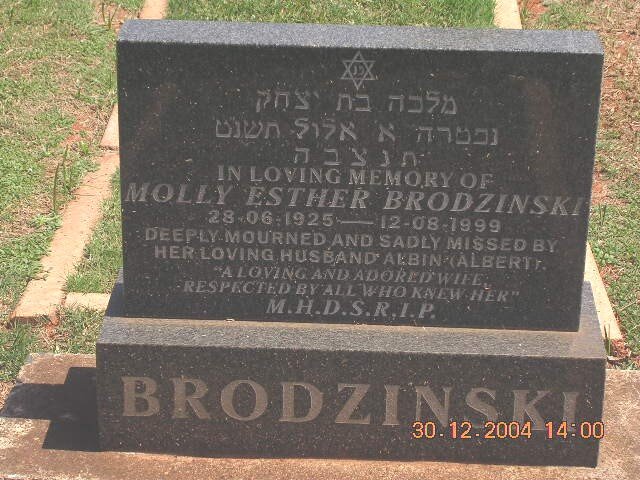 מלכה בת יצחק
נכטרה א אלול תשנט
ת נ צ ב ה
IN LOVING MEMORY OF
MOLLY ESTHER BRODZINSKI
28-06-1925 — 12-08-1999
DEEPLY MOURNED AND SADLY MISSED BY
HER LOVING HUSBAND ALBIN (ALBERT).
"A LOVING AND ADORED WIFE
RESPECTED BY ALL WHO KNEW HER"
M.H.D.S.R.I.P.
BRODZINSKI
30.12.2004 14:00